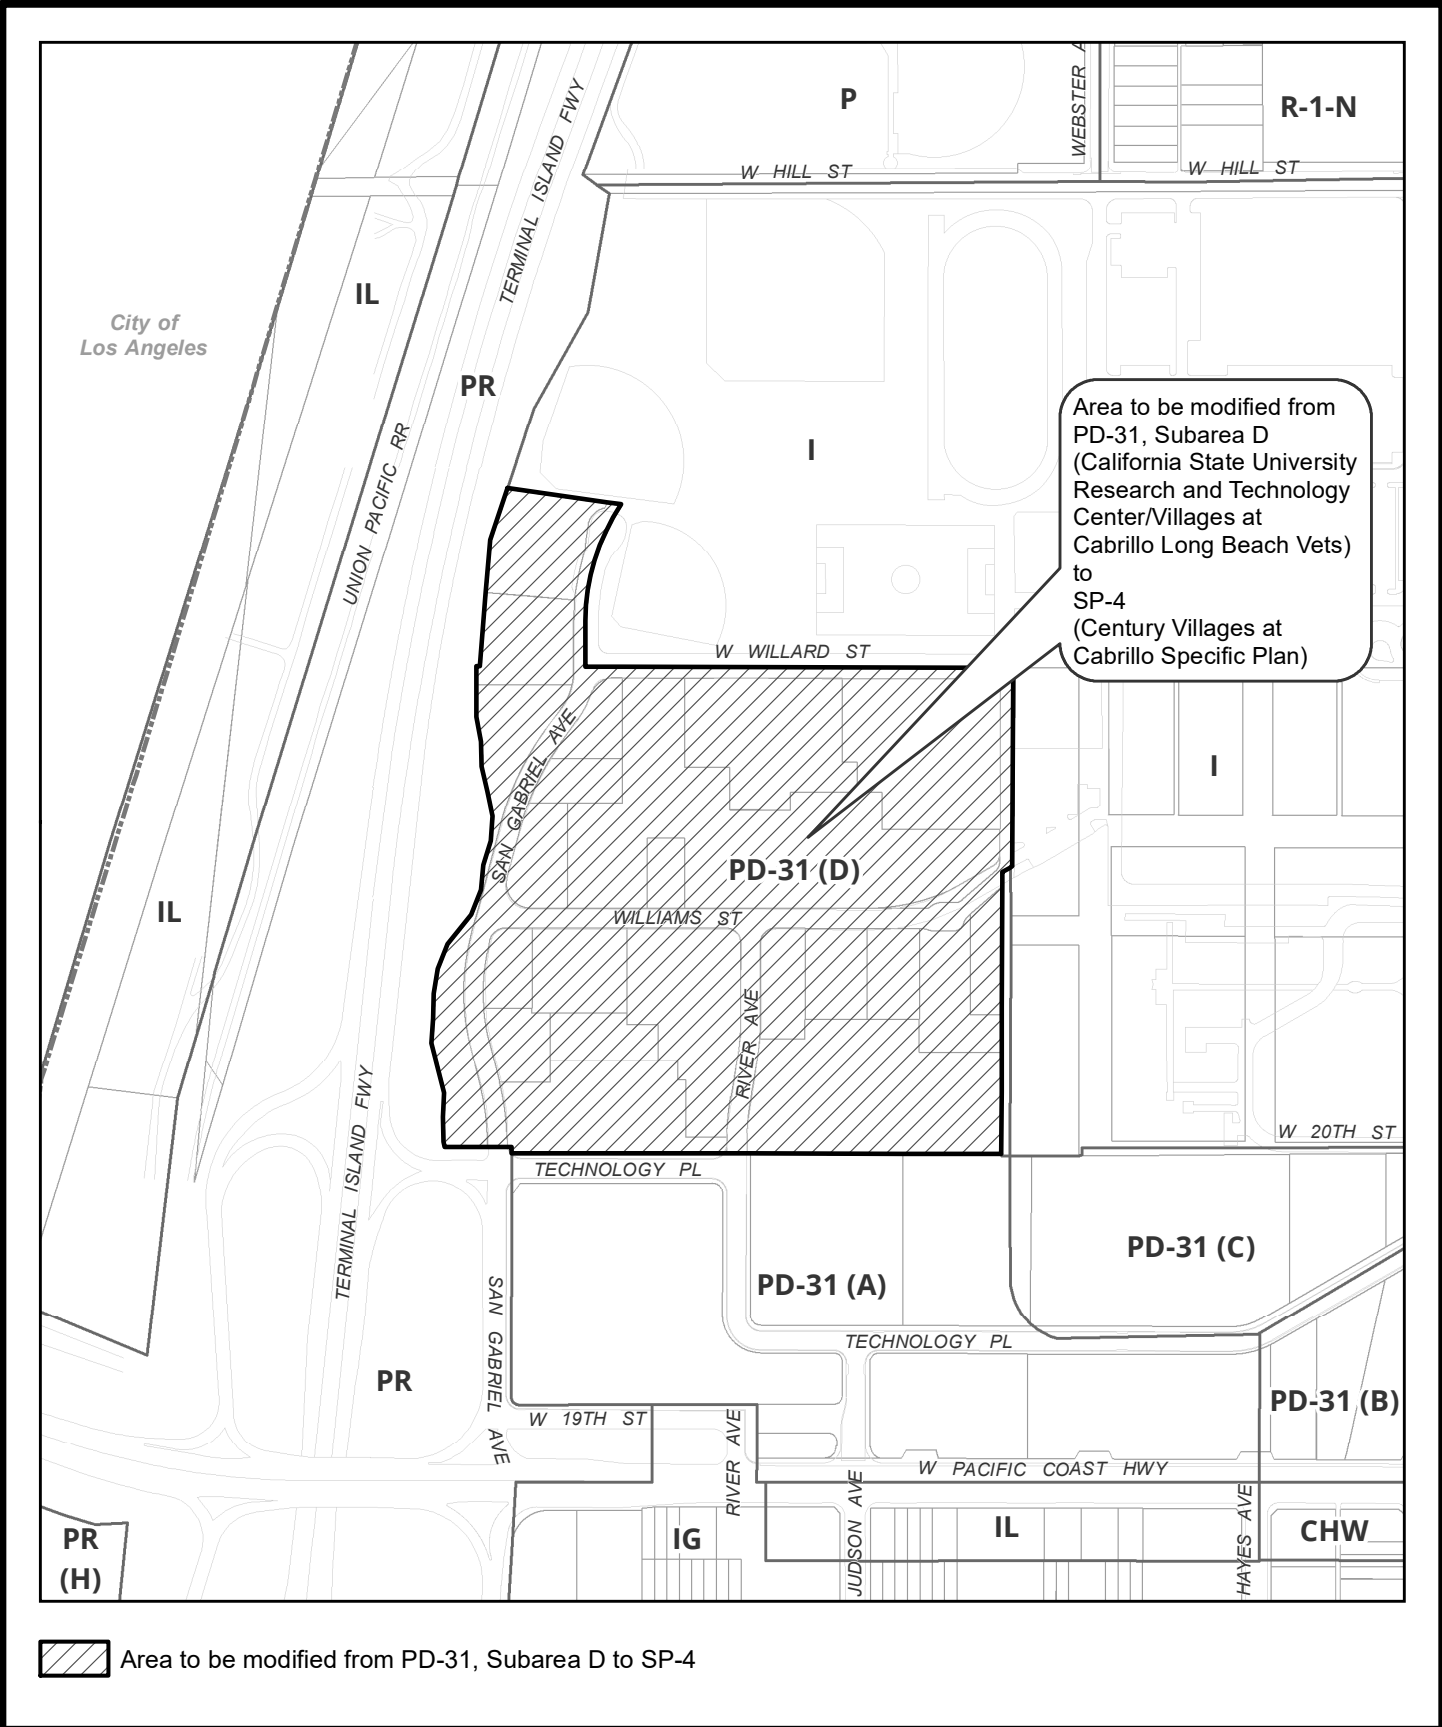 P
WEBSTER A
R-1-N
W HILL ST
W HILL ST
TERMINAL ISLAND FWY
IL
City of
Los Angeles
PR
UNION PACIFIC RR
I
Area to be modified from
PD-31, Subarea D
(California State University
Research and Technology
Center/Villages at
Cabrillo Long Beach Vets)
to
SP-4
(Century Villages at
Cabrillo Specific Plan)
W WILLARD ST
SAN GABRIEL AVE
I
PD-31 (D)
IL
WILLIAMS ST
RIVER AVE
TERMINAL ISLAND FWY
W 20TH ST
TECHNOLOGY PL
PD-31 (C)
PD-31 (A)
SAN GABRIEL AVE
TECHNOLOGY PL
PR
PD-31 (B)
W 19TH ST
RIVER AVE
W PACIFIC COAST HWY
JUDSON AVE
HAYES AVE
PR
(H)
IG
IL
CHW
Area to be modified from PD-31, Subarea D to SP-4